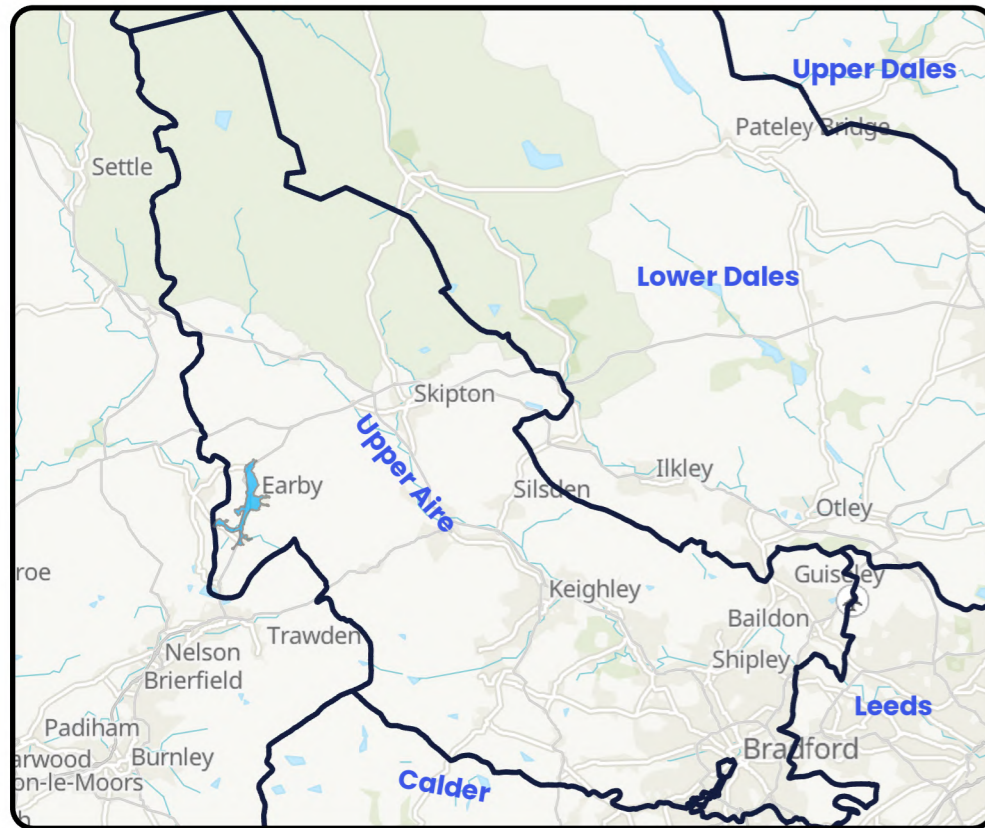 Upper Dales
Pateley Bridge
Settle
Lower Dales
Skipton
Upper Aire
Ilkley
Earby
Silsden
Otley
roe
Guiseley
Keighley
Baildon
Trawden
Nelson
Shipley
Brierfield
Leeds
Padiham
Bradford
arwood
Burnley
on-le-Moors
Calder
h